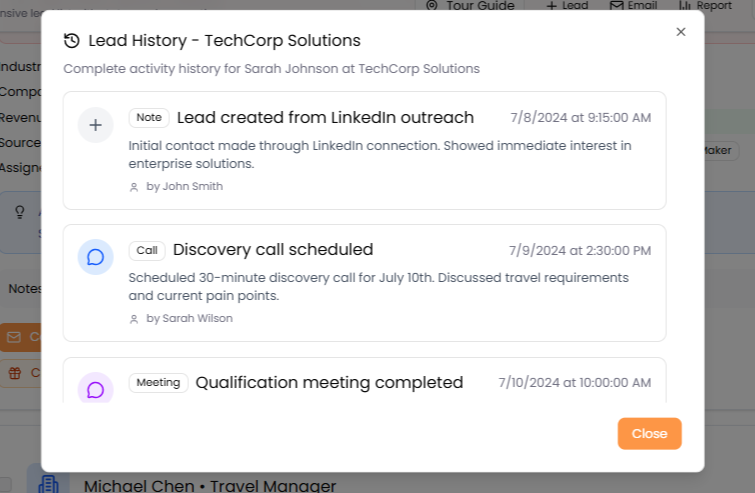 Tour Guide
Lead
Email
Report
Lead History - TechCorp Solutions
Complete activity history for Sarah Johnson at TechCorp Solutions
Note
Lead created from LinkedIn outreach
7/8/2024 at 9:15:00 AM
Initial contact made through LinkedIn connection. Showed immediate interest in
enterprise solutions.
by John Smith
Call
Discovery call scheduled
7/9/2024 at 2:30:00 PM
Scheduled 30-minute discovery call for July 10th. Discussed travel requirements
and current pain points.
by Sarah Wilson
Meeting
Qualification meeting completed
7/10/2024 at 10:00:00 AM
Close
Notes
Source
Michael Chen • Travel Manager